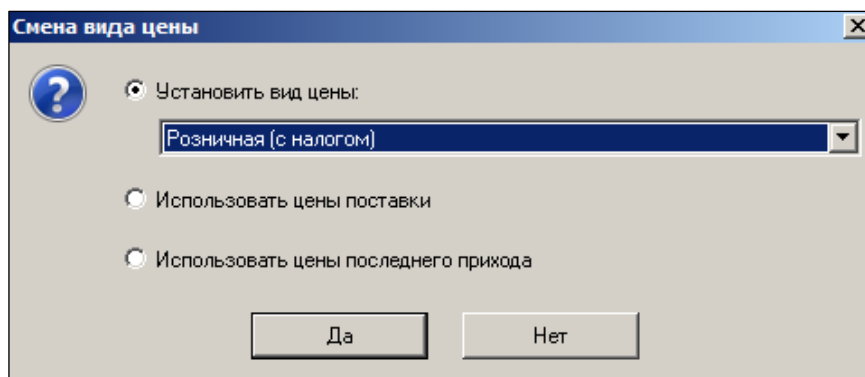 Смена вида цены
Установить вид цены:
Розничная (с налогом)
Использовать цены поставки
Использовать цены последнего прихода
Да
Нет